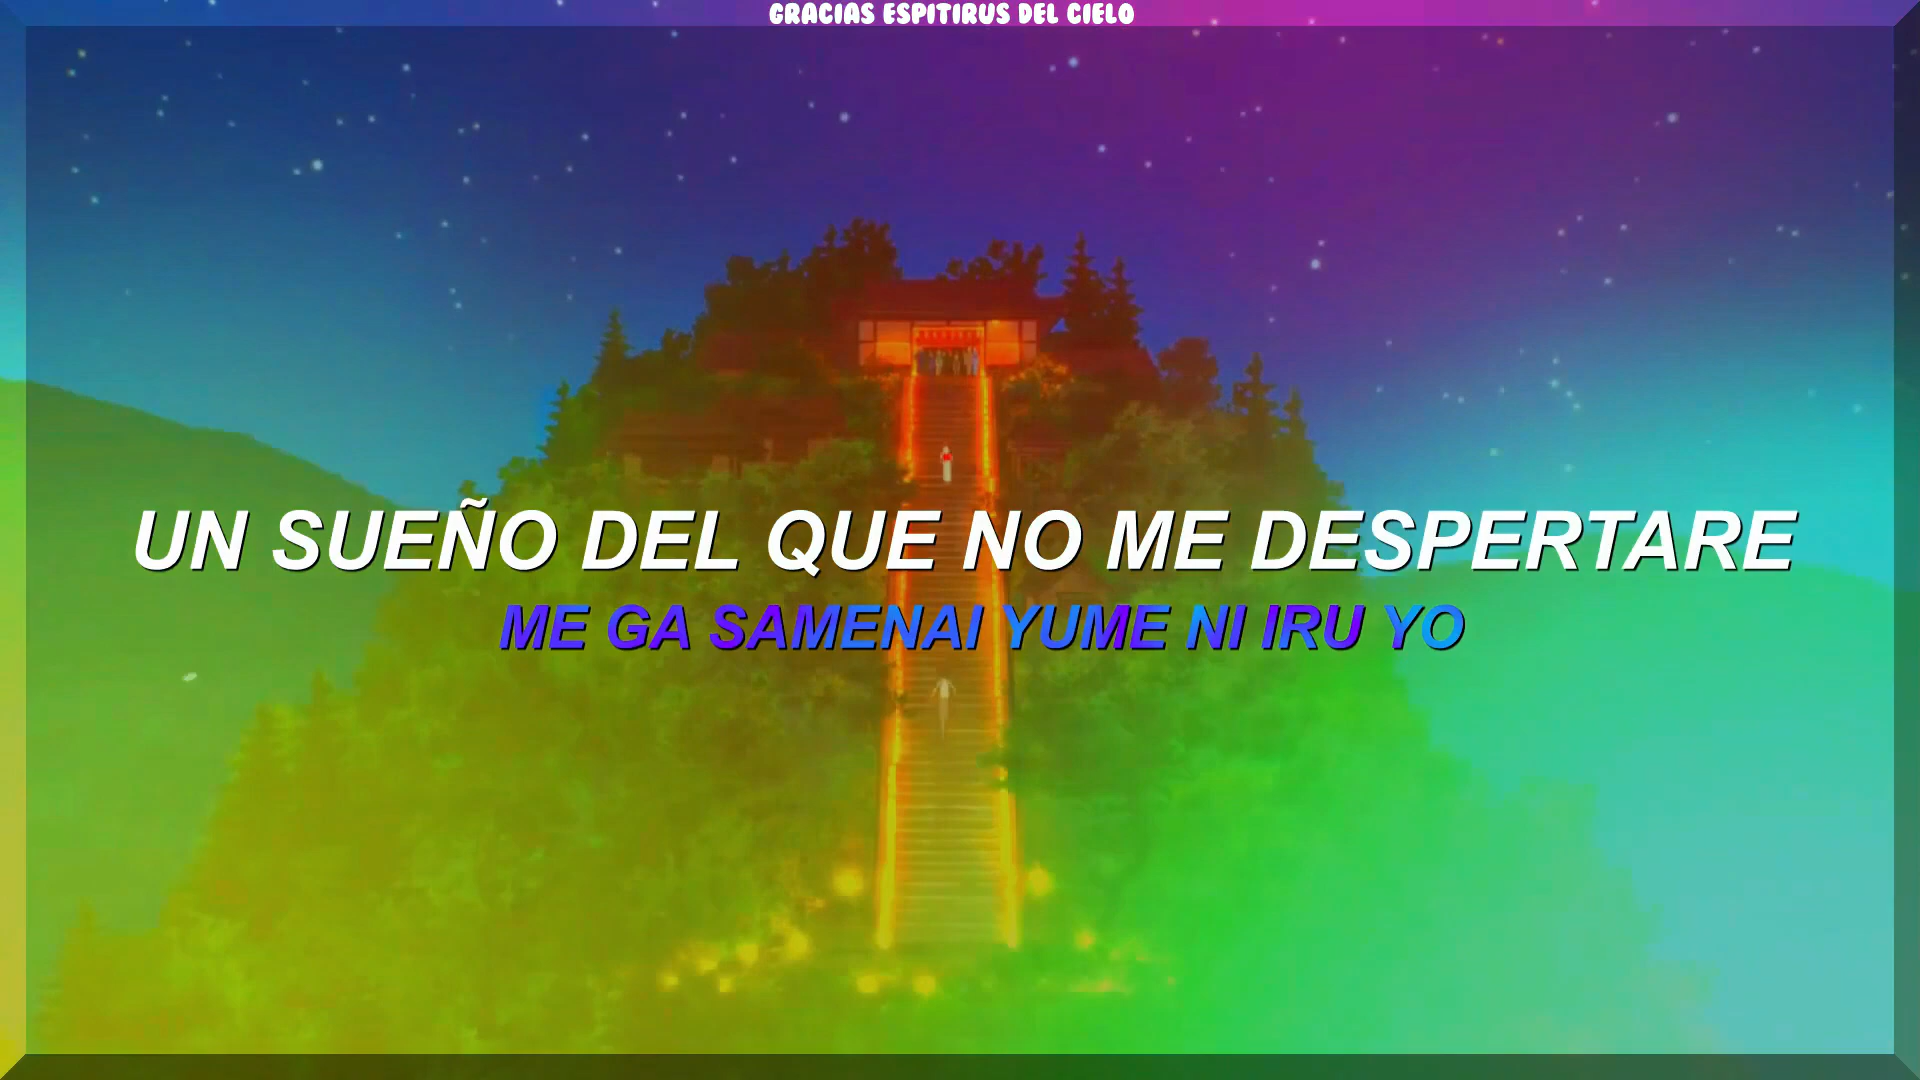 GRACIAS ESPITIRUS DEL CIELO
UN SUEÑO DEL QUE NO ME DESPERTARE
ME GA SAMENAI YUME NI IRU YO